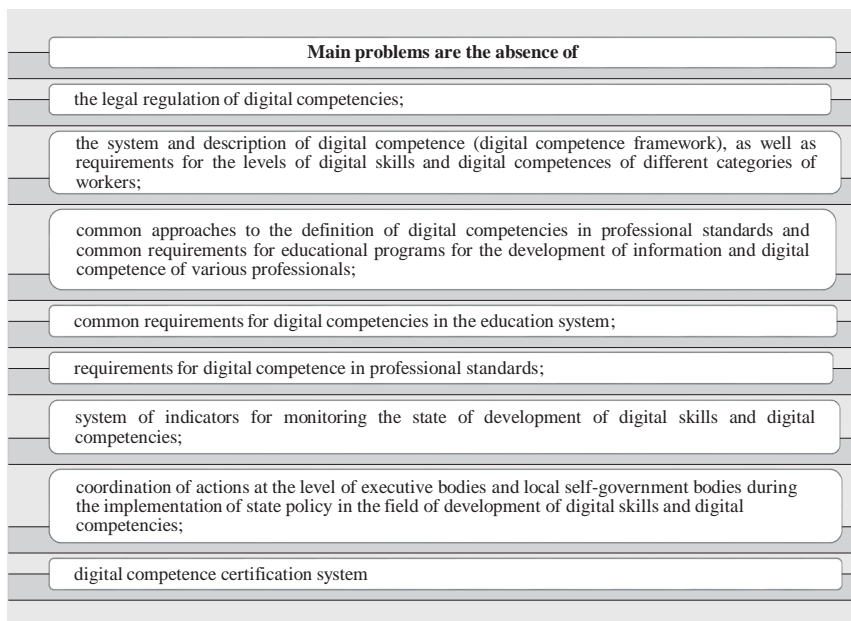 Main problems are the absence of
the legal regulation of digital competencies;
the system and description of digital competence (digital competence framework), as well as
requirements for the levels of digital skills and digital competences of different categories of
workers;
common approaches to the definition of digital competencies in professional standards and
common requirements for educational programs for the development of information and digital
competence of various professionals;
common requirements for digital competencies in the education system;
requirements for digital competence in professional standards;
system of indicators for monitoring the state of development of digital skills and digital
competencies;
coordination of actions at the level of executive bodies and local self-government bodies during
the implementation of state policy in the field of development of digital skills and digital
competencies;
digital competence certification system